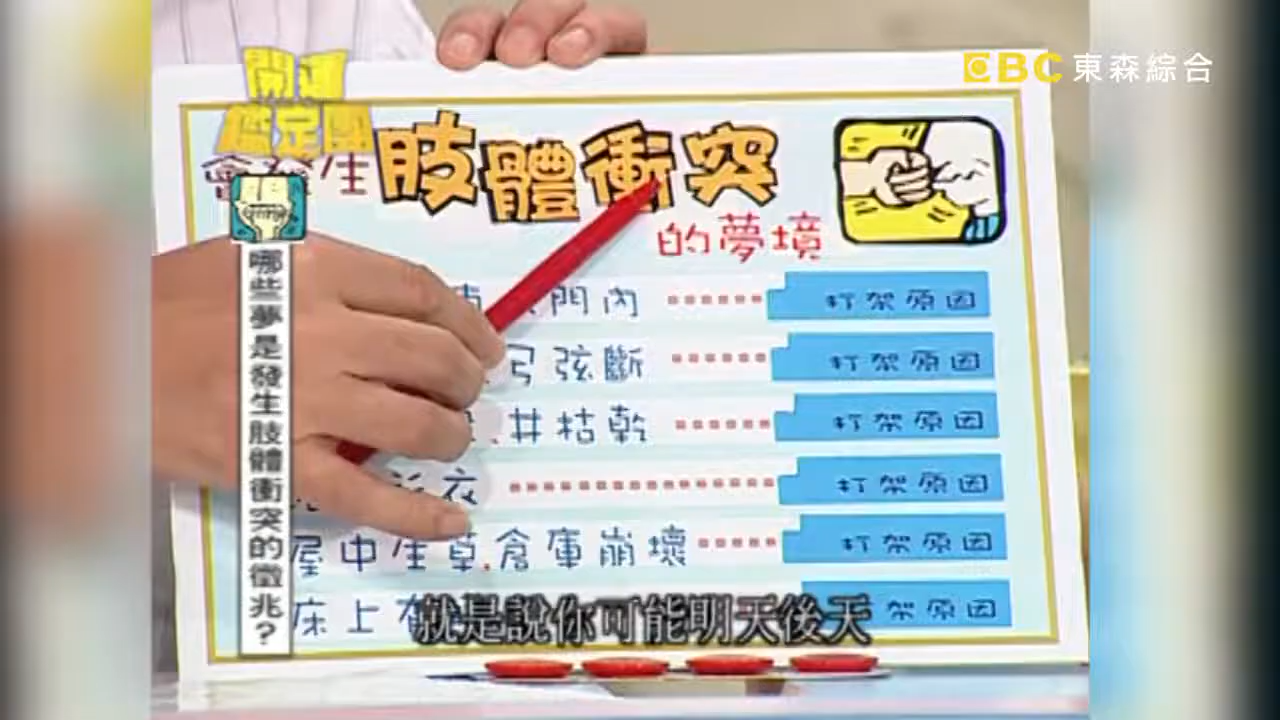 EBC 東森綜合
開運
鑑定團
會發生 肢體衝突
的夢境
門內 打架原因
弓弦斷 打架原因
井枯乾 打架原因
衣 打架原因
屋中生草.倉庫崩壞 打架原因
床上 架原因
哪些夢是發生肢體衝突的徵兆?
就是說你可能明天後天